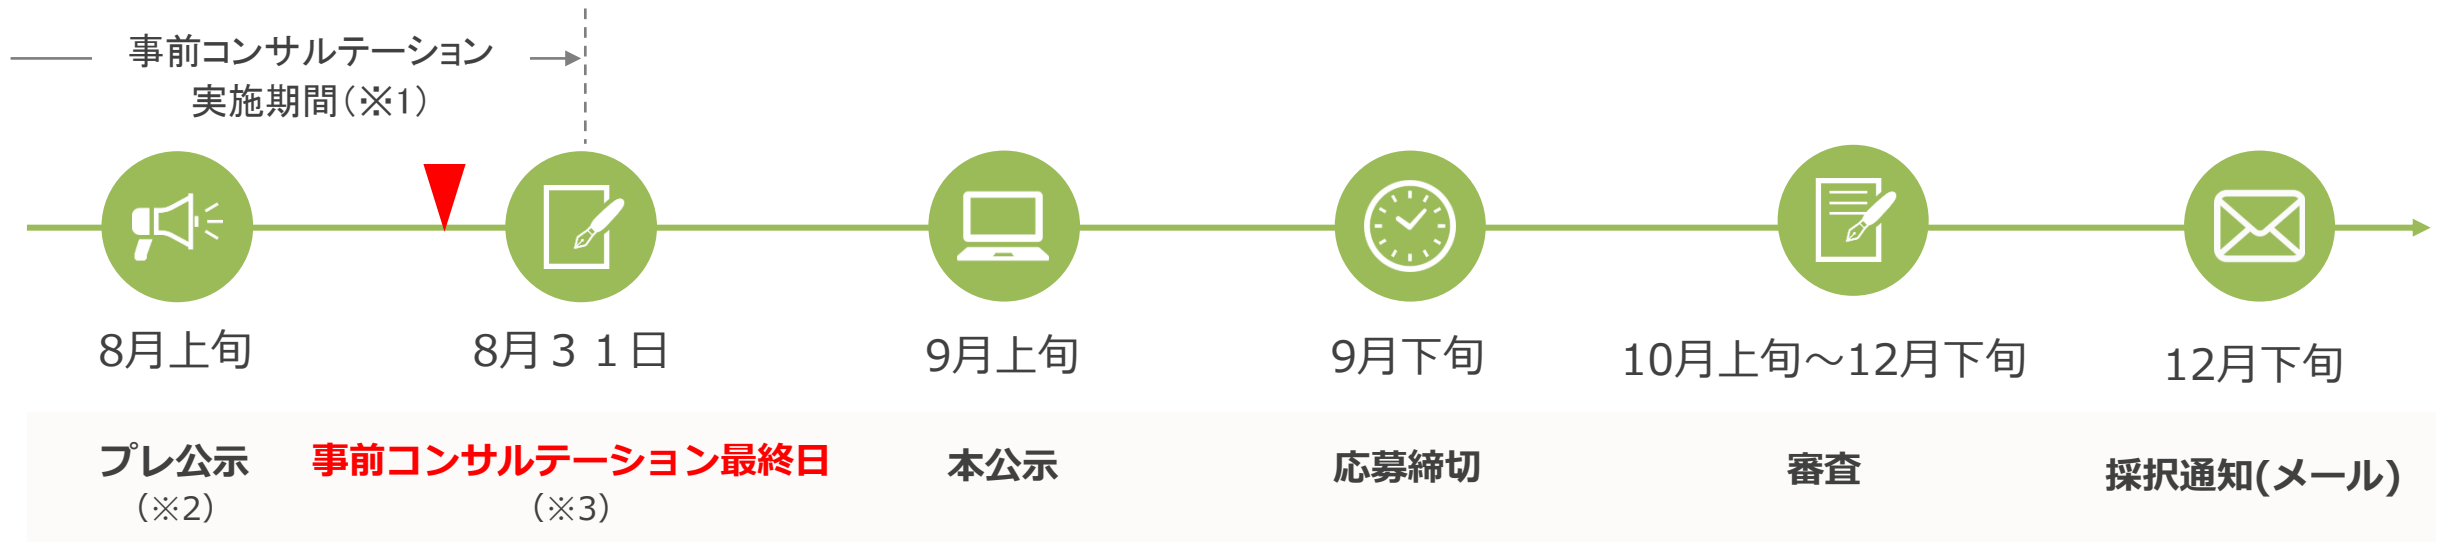 事前コンサルテーション
実施期間(※1)
8月上旬
8月３１日
9月上旬
9月下旬
10月上旬～12月下旬
12月下旬
プレ公示
(※2)
事前コンサルテーション最終日
(※3)
本公示
応募締切
審査
採択通知(メール)